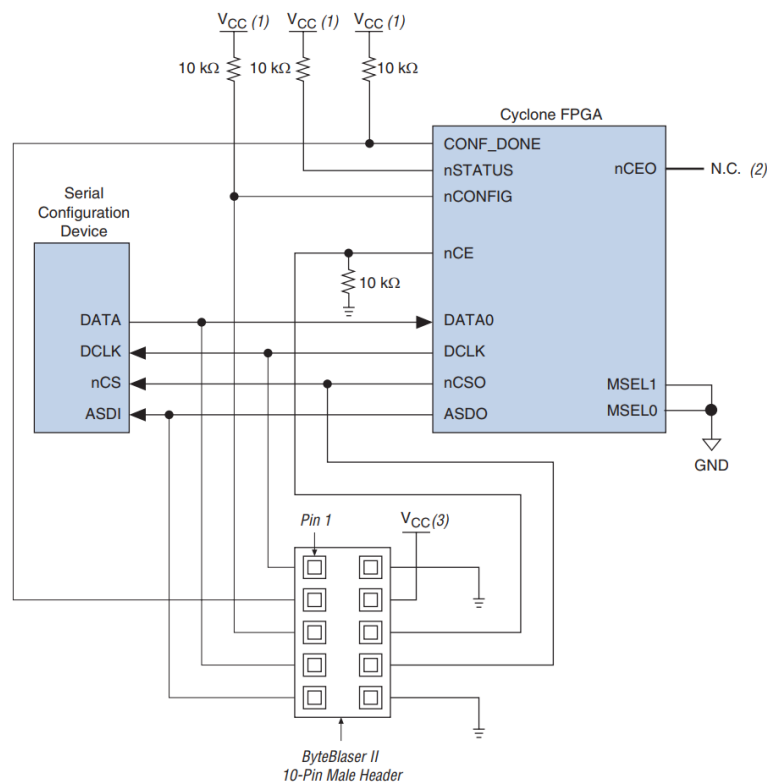 VCC (1) VCC (1) VCC (1)
10 kΩ 10 kΩ 10 kΩ
Cyclone FPGA
CONF_DONE
nSTATUS
nCEO N.C. (2)
nCONFIG
Serial
Configuration
Device
nCE
10 kΩ
DATA DATA0
DCLK DCLK
nCS nCSO MSEL1
ASDI ASDO MSEL0
GND
Pin 1 VCC (3)
ByteBlaser II
10-Pin Male Header